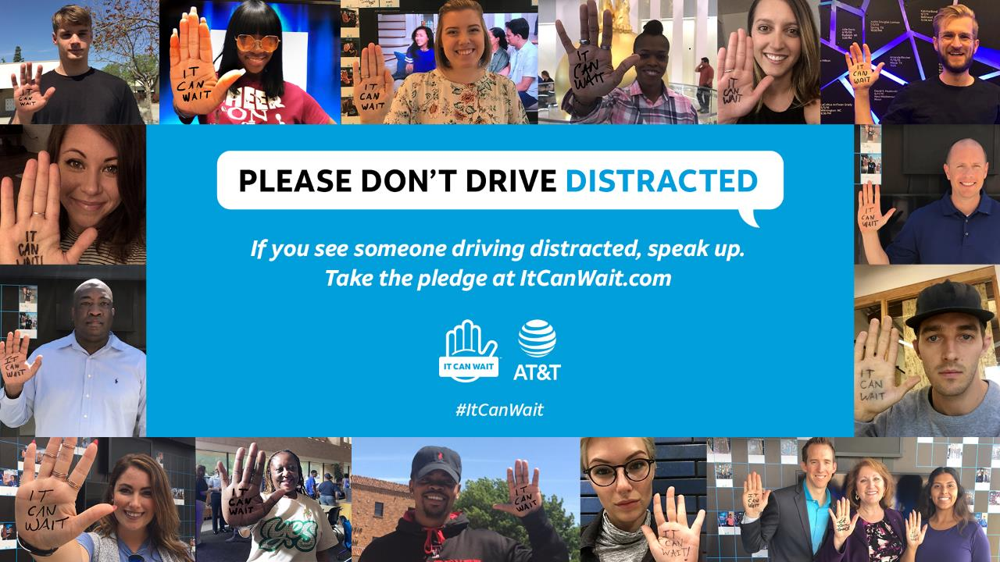 IT
CAN
WAIT
IT
CAN
WAIT
IT
CAN
WAIT
IT
CAN
WAIT
IT
CAN
WAIT
IT
CAN
WAIT
PLEASE DON'T DRIVE DISTRACTED
If you see someone driving distracted, speak up.
Take the pledge at ItCanWait.com
IT CAN WAIT
AT&T
#ItCanWait
IT
CAN
WAIT!
IT
CAN
WAIT
IT
CAN
WAIT
IT
CAN
WAIT
IT
CAN
WAIT
IT
CAN
WAIT
IT
CAN
WAIT
IT
CAN
WAIT!
IT
CAN
WAIT